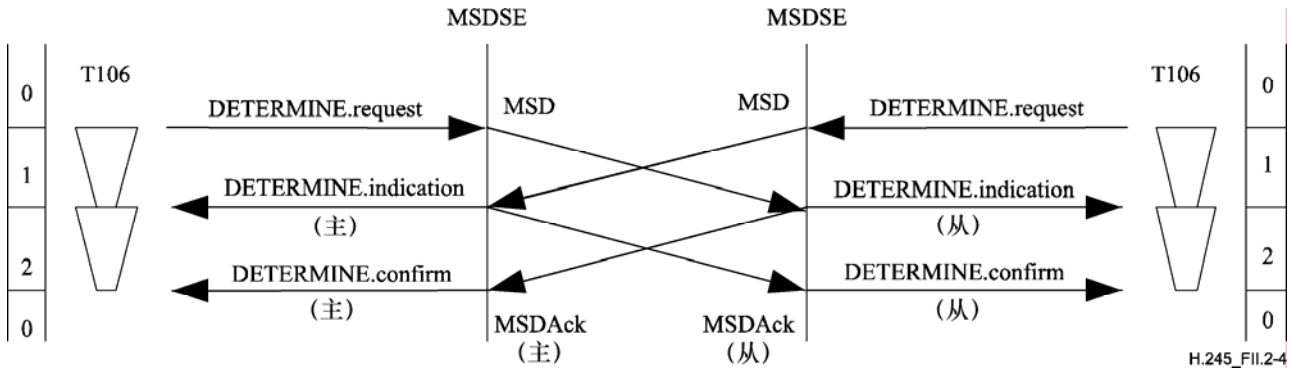 MSDSE MSDSE
T106 T106
0 0
DETERMINE.request MSD MSD DETERMINE.request
1 1
DETERMINE.indication DETERMINE.indication
(主) (从)
2 2
DETERMINE.confirm DETERMINE.confirm
(主) (从)
0 MSDAck MSDAck 0
(主) (从)
H.245_FII.2-4